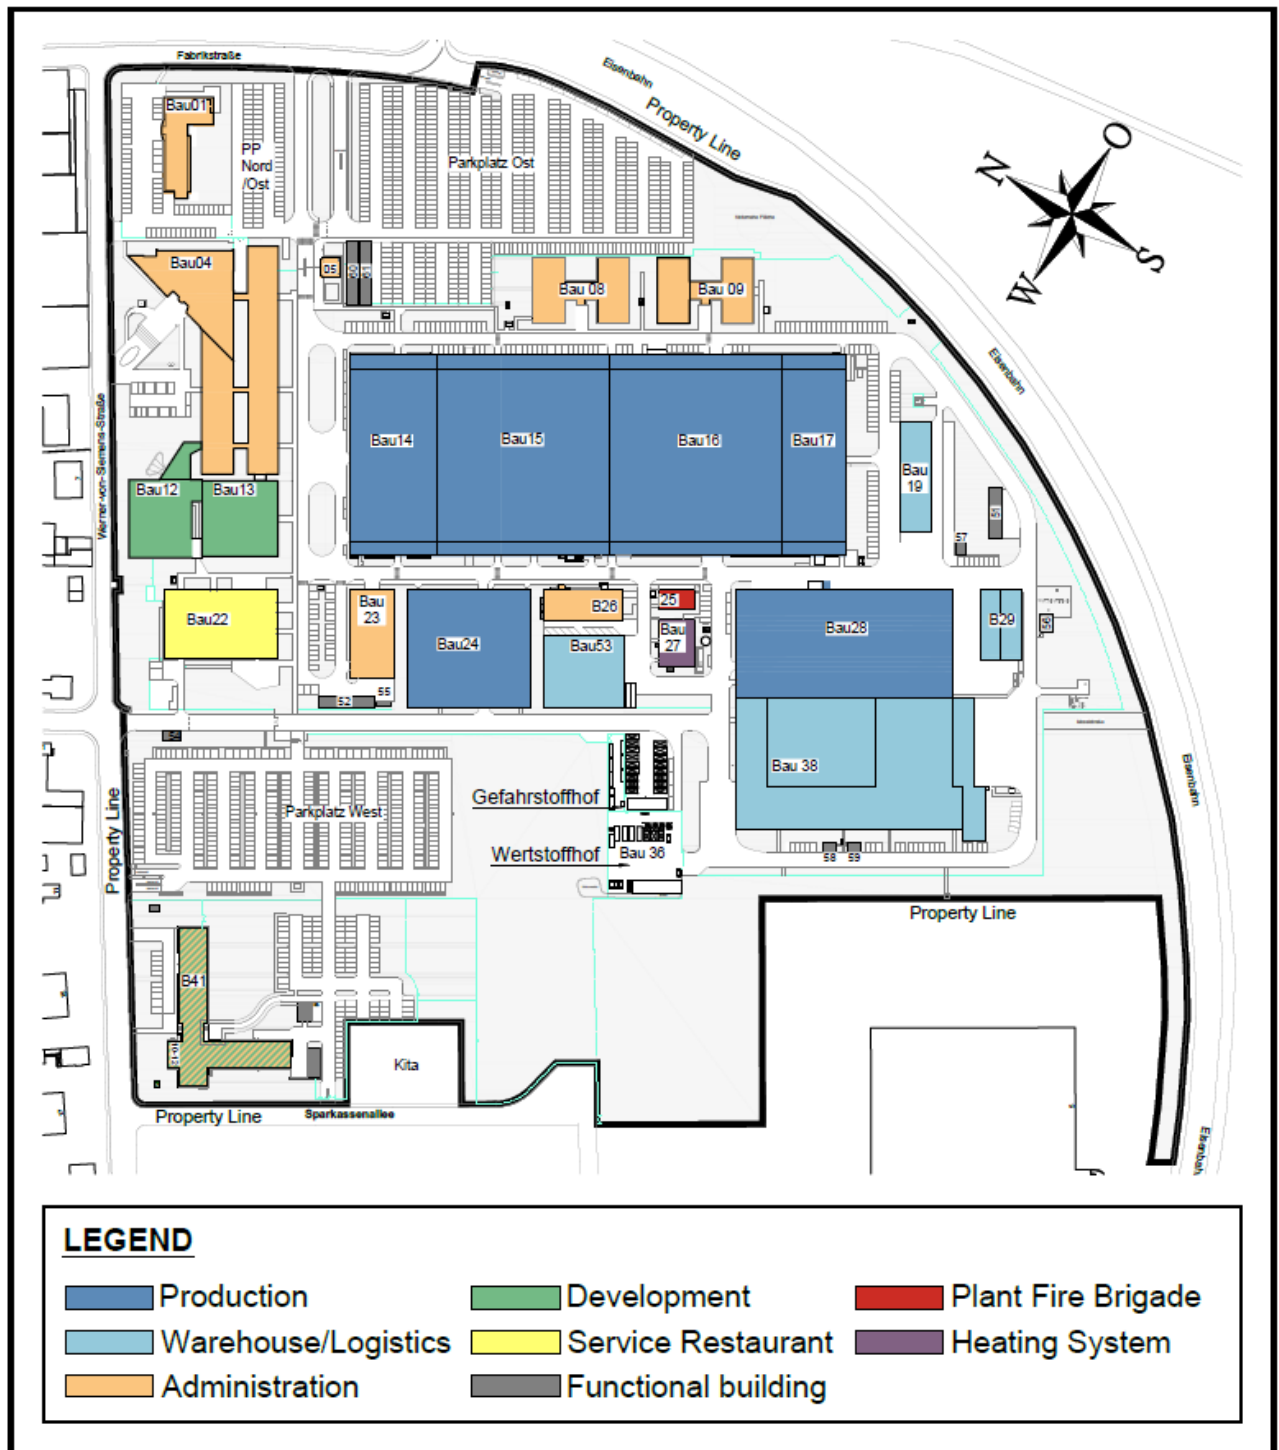 Fabrikstraße
Eisenbahn
Property Line
Bau01
PP
Nord
/Ost
Parkplatz Ost
N
O
S
W
Bau04
05
60
61
Bau 08
Bau 09
Eisenbahn
Werner-von-Siemens-Straße
Bau14
Bau15
Bau16
Bau17
Bau
19
Bau12
Bau13
57
Bau22
Bau
23
Bau24
B26
Bau53
25
Bau
27
Bau28
B29
56
52
55
Bau 38
Eisenbahn
Property Line
Parkplatz West
Gefahrstoffhof
Wertstoffhof
Bau 36
58
59
Property Line
B41
Kita
Property Line
Sparkassenallee
Eisenbahn
LEGEND
Production
Development
Plant Fire Brigade
Warehouse/Logistics
Service Restaurant
Heating System
Administration
Functional building